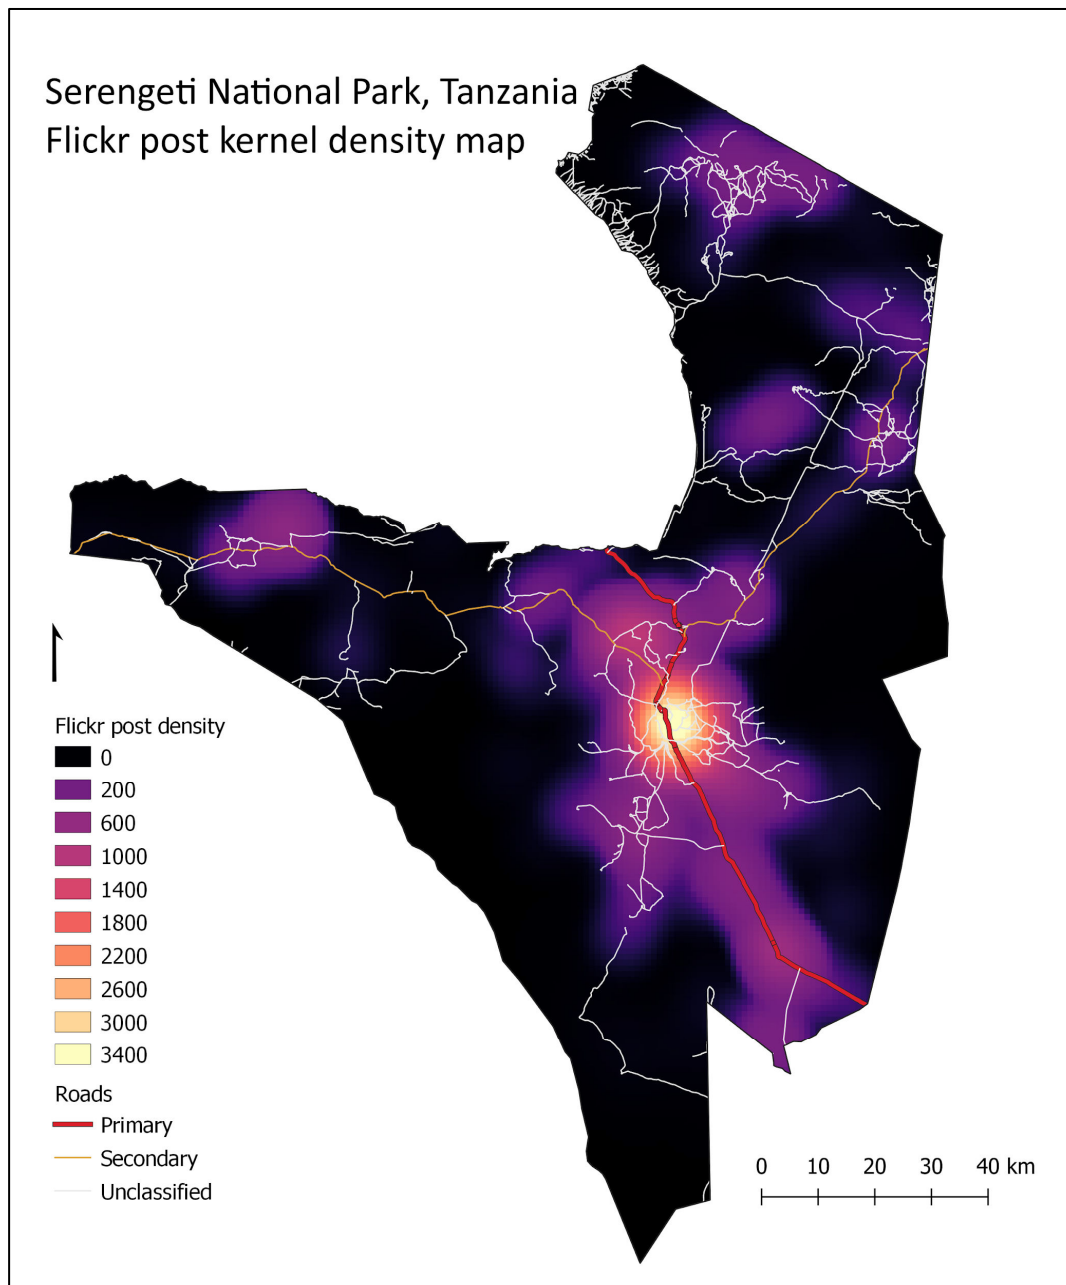 Serengeti National Park, Tanzania
Flickr post kernel density map
Flickr post density
0
200
600
1000
1400
1800
2200
2600
3000
3400
Roads
Primary
Secondary
Unclassified
0 10 20 30 40 km